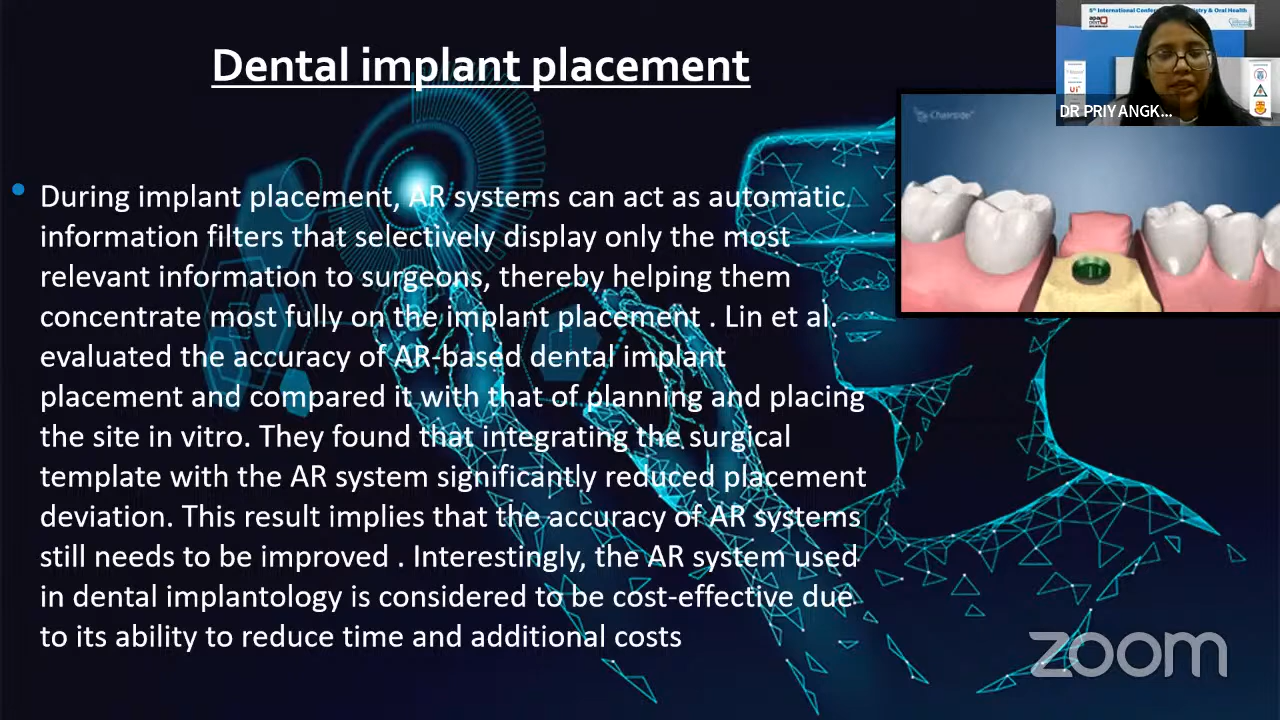 Dental implant placement
During implant placement, AR systems can act as automatic
information filters that selectively display only the most
relevant information to surgeons, thereby helping them
concentrate most fully on the implant placement . Lin et al.
evaluated the accuracy of AR-based dental implant
placement and compared it with that of planning and placing
the site in vitro. They found that integrating the surgical
template with the AR system significantly reduced placement
deviation. This result implies that the accuracy of AR systems
still needs to be improved . Interestingly, the AR system used
in dental implantology is considered to be cost-effective due
to its ability to reduce time and additional costs
Chairside
5th International Confe
& Oral Health
DR PRIYANGK...
zoom